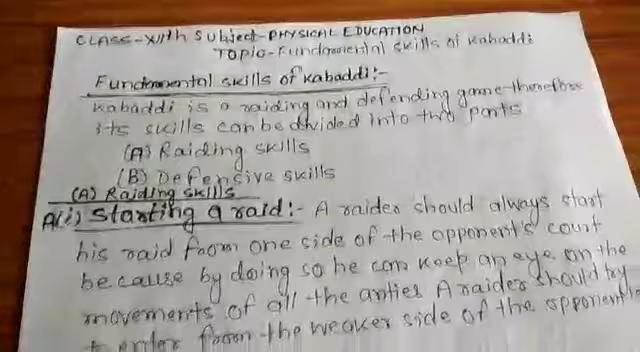 CLASS-XIIth Subject-PHYSICAL EDUCATION
TOPIC-Fundamental skills of Kabaddi
Fundamental skills of kabaddi:-
Kabaddi is a raiding and defending game therefore
its skills can be divided into two parts
(A) Raiding skills
(B) Defensive skills
(A) Raiding skills
A(i) Starting a raid:- A raider should always start
his raid from one side of the opponent's court
because by doing so he can keep an eye on the
movements of all the anties A raider should try
to enter from the weaker side of the opponent